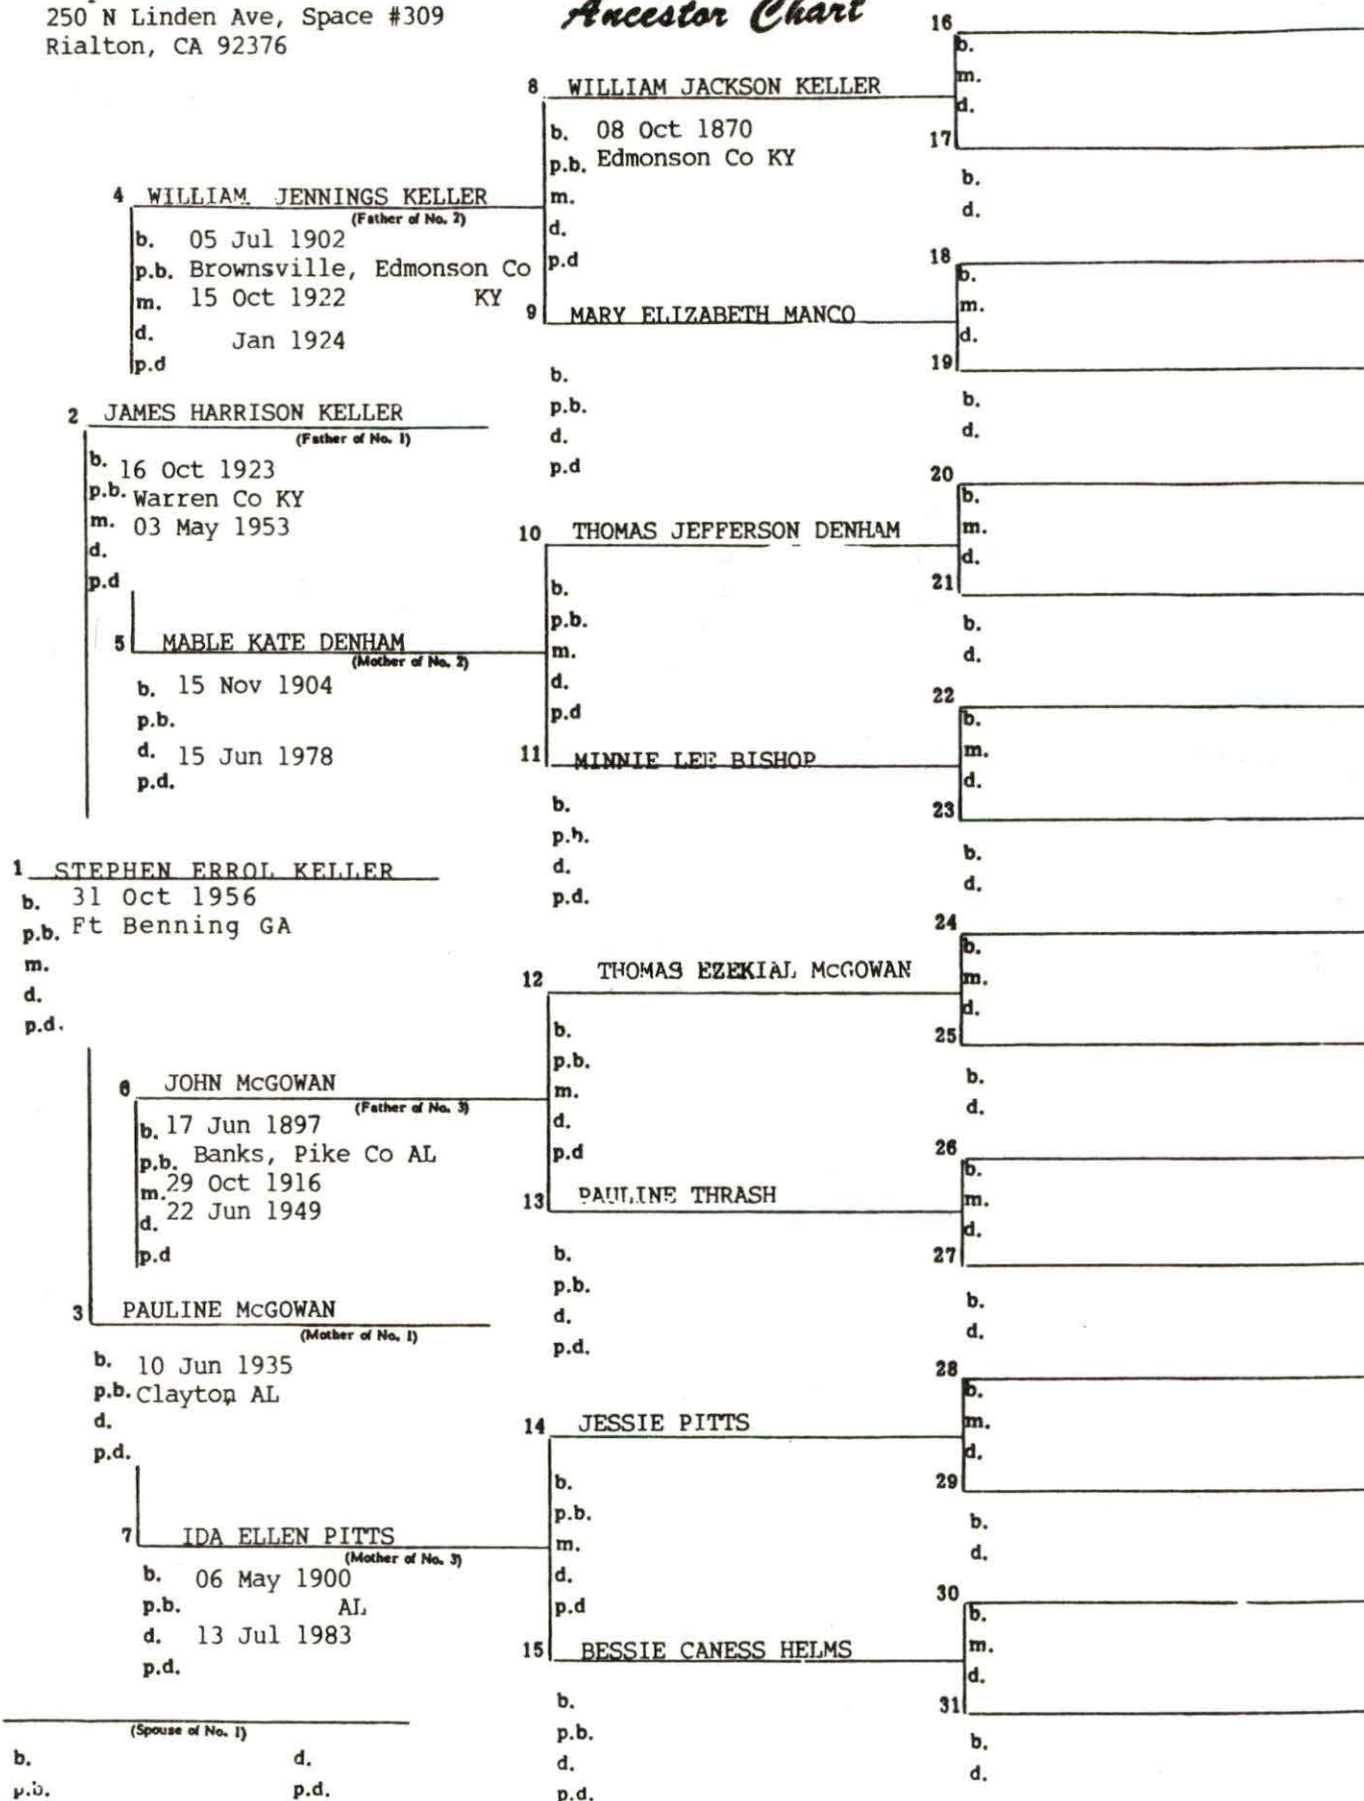 250 N Linden Ave, Space #309
Rialton, CA 92376
Ancestor Chart
1 STEPHEN ERROL KELLER
b. 31 Oct 1956
p.b. Ft Benning GA
m.
d.
p.d.
2 JAMES HARRISON KELLER
(Father of No. 1)
b. 16 Oct 1923
p.b. Warren Co KY
m. 03 May 1953
d.
p.d
3 PAULINE McGOWAN
(Mother of No. 1)
b. 10 Jun 1935
p.b. Clayton AL
d.
p.d.
4 WILLIAM JENNINGS KELLER
(Father of No. 2)
b. 05 Jul 1902
p.b. Brownsville, Edmonson Co
m. 15 Oct 1922 KY
d. Jan 1924
p.d
5 MABLE KATE DENHAM
(Mother of No. 2)
b. 15 Nov 1904
p.b.
d. 15 Jun 1978
p.d.
6 JOHN McGOWAN
(Father of No. 3)
b. 17 Jun 1897
p.b. Banks, Pike Co AL
m. 29 Oct 1916
d. 22 Jun 1949
p.d
7 IDA ELLEN PITTS
(Mother of No. 3)
b. 06 May 1900
p.b. AL
d. 13 Jul 1983
p.d.
(Spouse of No. 1)
b. d.
p.b. p.d.
8 WILLIAM JACKSON KELLER
b. 08 Oct 1870
p.b. Edmonson Co KY
m.
d.
p.d
9 MARY ELIZABETH MANCO
b.
p.b.
d.
p.d
10 THOMAS JEFFERSON DENHAM
b.
p.b.
m.
d.
p.d
11 MINNIE LEE BISHOP
b.
p.b.
d.
p.d.
12 THOMAS EZEKIAL McGOWAN
b.
p.b.
m.
d.
p.d
13 PAULINE THRASH
b.
p.b.
d.
p.d.
14 JESSIE PITTS
b.
p.b.
m.
d.
p.d
15 BESSIE CANESS HELMS
b.
p.b.
d.
p.d.
16
b.
m.
d.
17
b.
d.
18
b.
m.
d.
19
b.
d.
20
b.
m.
d.
21
b.
d.
22
b.
m.
d.
23
b.
d.
24
b.
m.
d.
25
b.
d.
26
b.
m.
d.
27
b.
d.
28
b.
m.
d.
29
b.
d.
30
b.
m.
d.
31
b.
d.